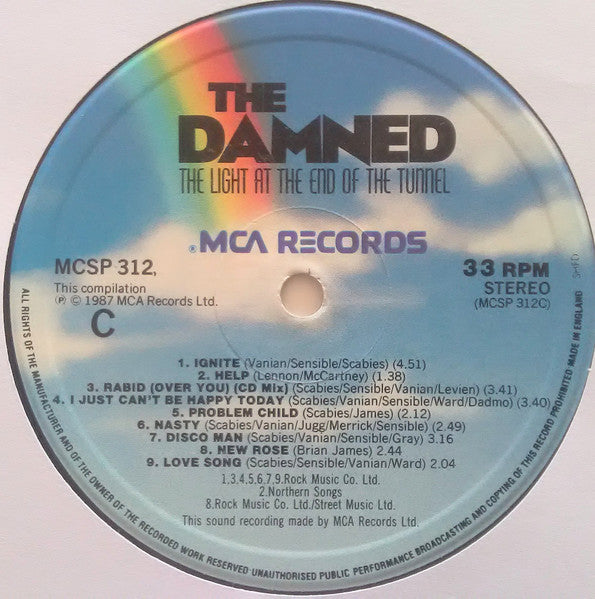 THE
DAMNED
THE LIGHT AT THE END OF THE TUNNEL
® MCA RECORDS
MCSP 312,
This compilation
Ⓟ © 1987 MCA Records Ltd.
C
33 RPM
STEREO
(MCSP 312C)
1. IGNITE (Vanian/Sensible/Scabies) (4.51)
2. HELP (Lennon/McCartney) (1.38)
3. RABID (OVER YOU) (CD Mix) (Scabies/Sensible/Vanian/Levien) (3.41)
4. I JUST CAN'T BE HAPPY TODAY (Scabies/Vanian/Sensible/Ward/Dadmo) (3.40)
5. PROBLEM CHILD (Scabies/James) (2.12)
6. NASTY (Scabies/Vanian/Jugg/Merrick/Sensible) (2.49)
7. DISCO MAN (Scabies/Vanian/Sensible/Gray) 3.16
8. NEW ROSE (Brian James) 2.44
9. LOVE SONG (Scabies/Sensible/Vanian/Ward) 2.04
1,3,4,5,6,7,9.Rock Music Co. Ltd.
2.Northern Songs
8.Rock Music Co. Ltd./Street Music Ltd.
This sound recording made by MCA Records Ltd.
ALL RIGHTS OF THE MANUFACTURER AND OF THE OWNER OF THE RECORDED WORK RESERVED·UNAUTHORISED PUBLIC PERFORMANCE BROADCASTING AND COPYING OF THIS RECORD PROHIBITED·MADE IN ENGLAND